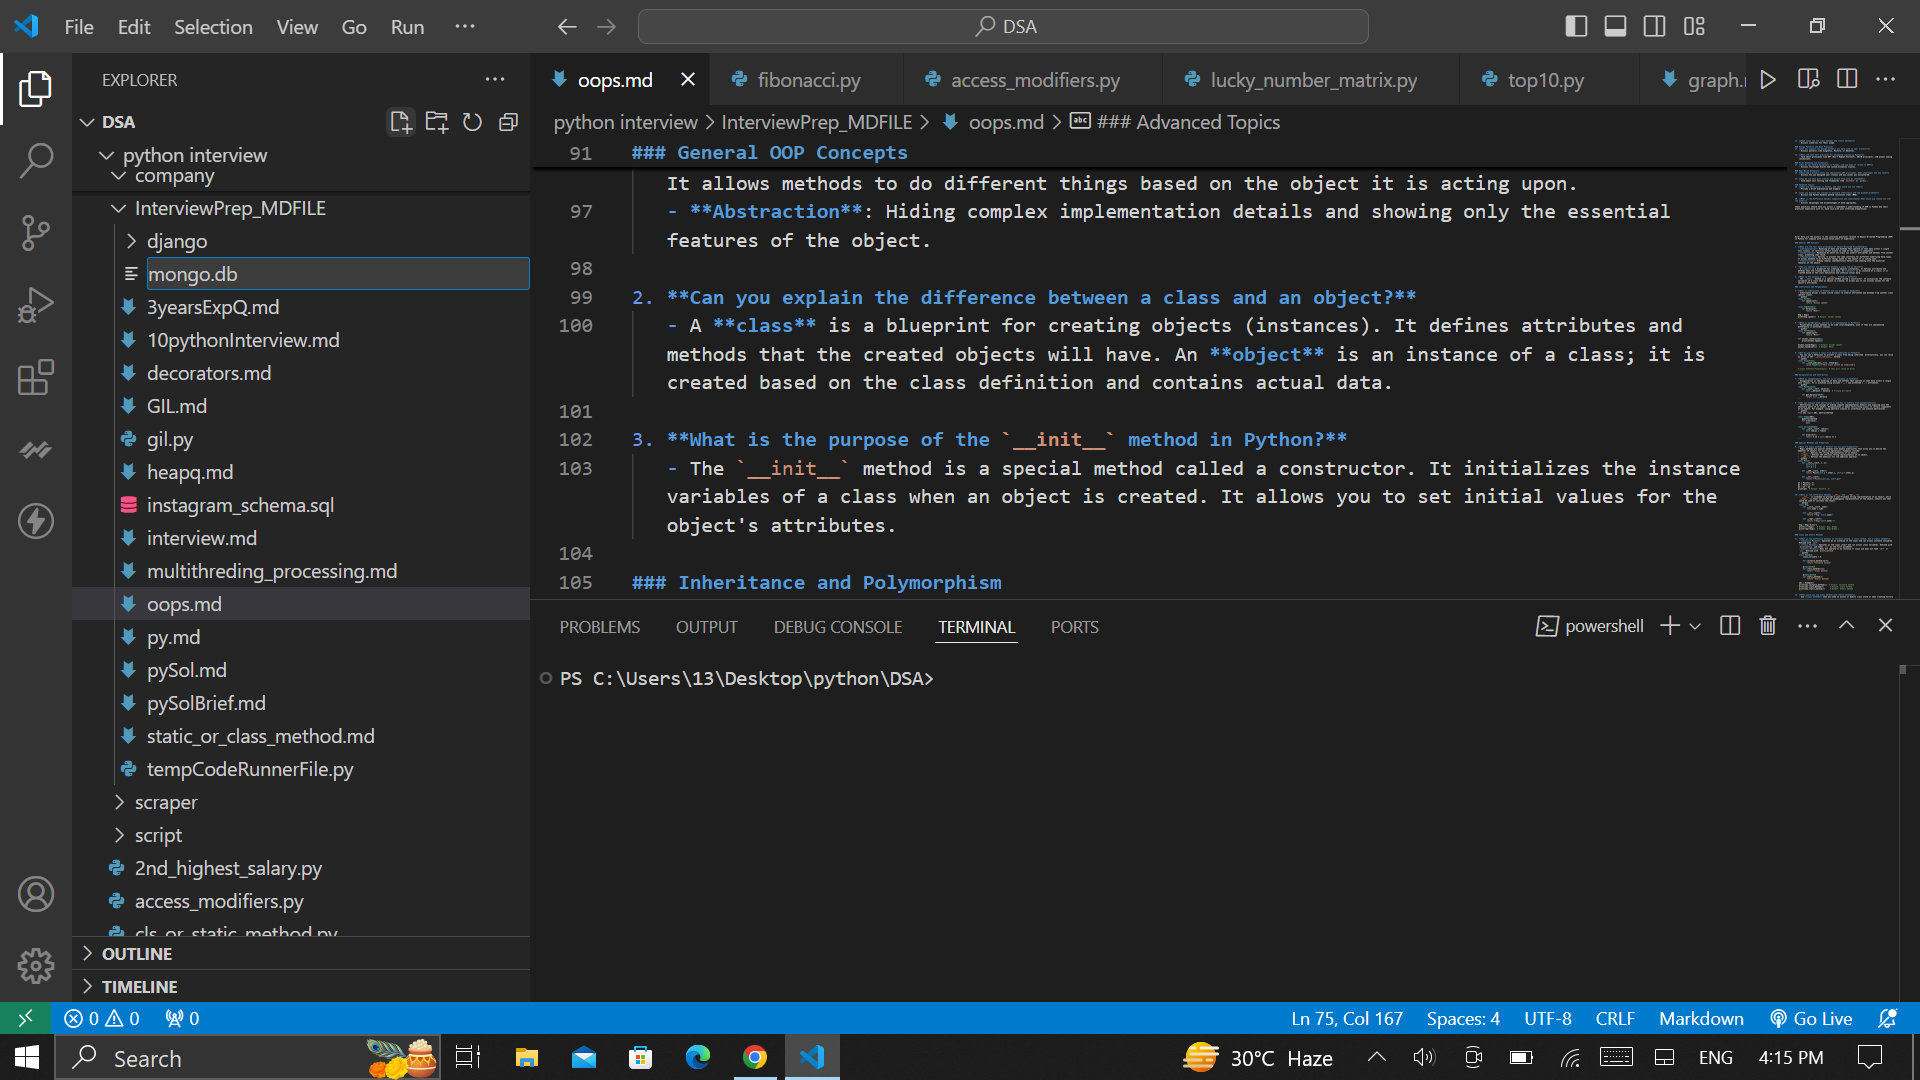 File Edit Selection View Go Run ···
DSA
EXPLORER
DSA
python interview
company
InterviewPrep_MDFILE
django
mongo.db
3yearsExpQ.md
10pythonInterview.md
decorators.md
GIL.md
gil.py
heapq.md
instagram_schema.sql
interview.md
multithreding_processing.md
oops.md
py.md
pySol.md
pySolBrief.md
static_or_class_method.md
tempCodeRunnerFile.py
scraper
script
2nd_highest_salary.py
access_modifiers.py
cls_or_static_method.py
OUTLINE
TIMELINE
oops.md fibonacci.py access_modifiers.py lucky_number_matrix.py top10.py graph.
python interview > InterviewPrep_MDFILE > oops.md > abc ### Advanced Topics
91 ### General OOP Concepts
It allows methods to do different things based on the object it is acting upon.
97 - **Abstraction**: Hiding complex implementation details and showing only the essential
features of the object.
98
99 2. **Can you explain the difference between a class and an object?**
100 - A **class** is a blueprint for creating objects (instances). It defines attributes and
methods that the created objects will have. An **object** is an instance of a class; it is
created based on the class definition and contains actual data.
101
102 3. **What is the purpose of the `__init__` method in Python?**
103 - The `__init__` method is a special method called a constructor. It initializes the instance
variables of a class when an object is created. It allows you to set initial values for the
object's attributes.
104
105 ### Inheritance and Polymorphism
PROBLEMS OUTPUT DEBUG CONSOLE TERMINAL PORTS
powershell
PS C:\Users\13\Desktop\python\DSA>
0 0 0
Ln 75, Col 167 Spaces: 4 UTF-8 CRLF Markdown Go Live
Search
30°C Haze
ENG 4:15 PM